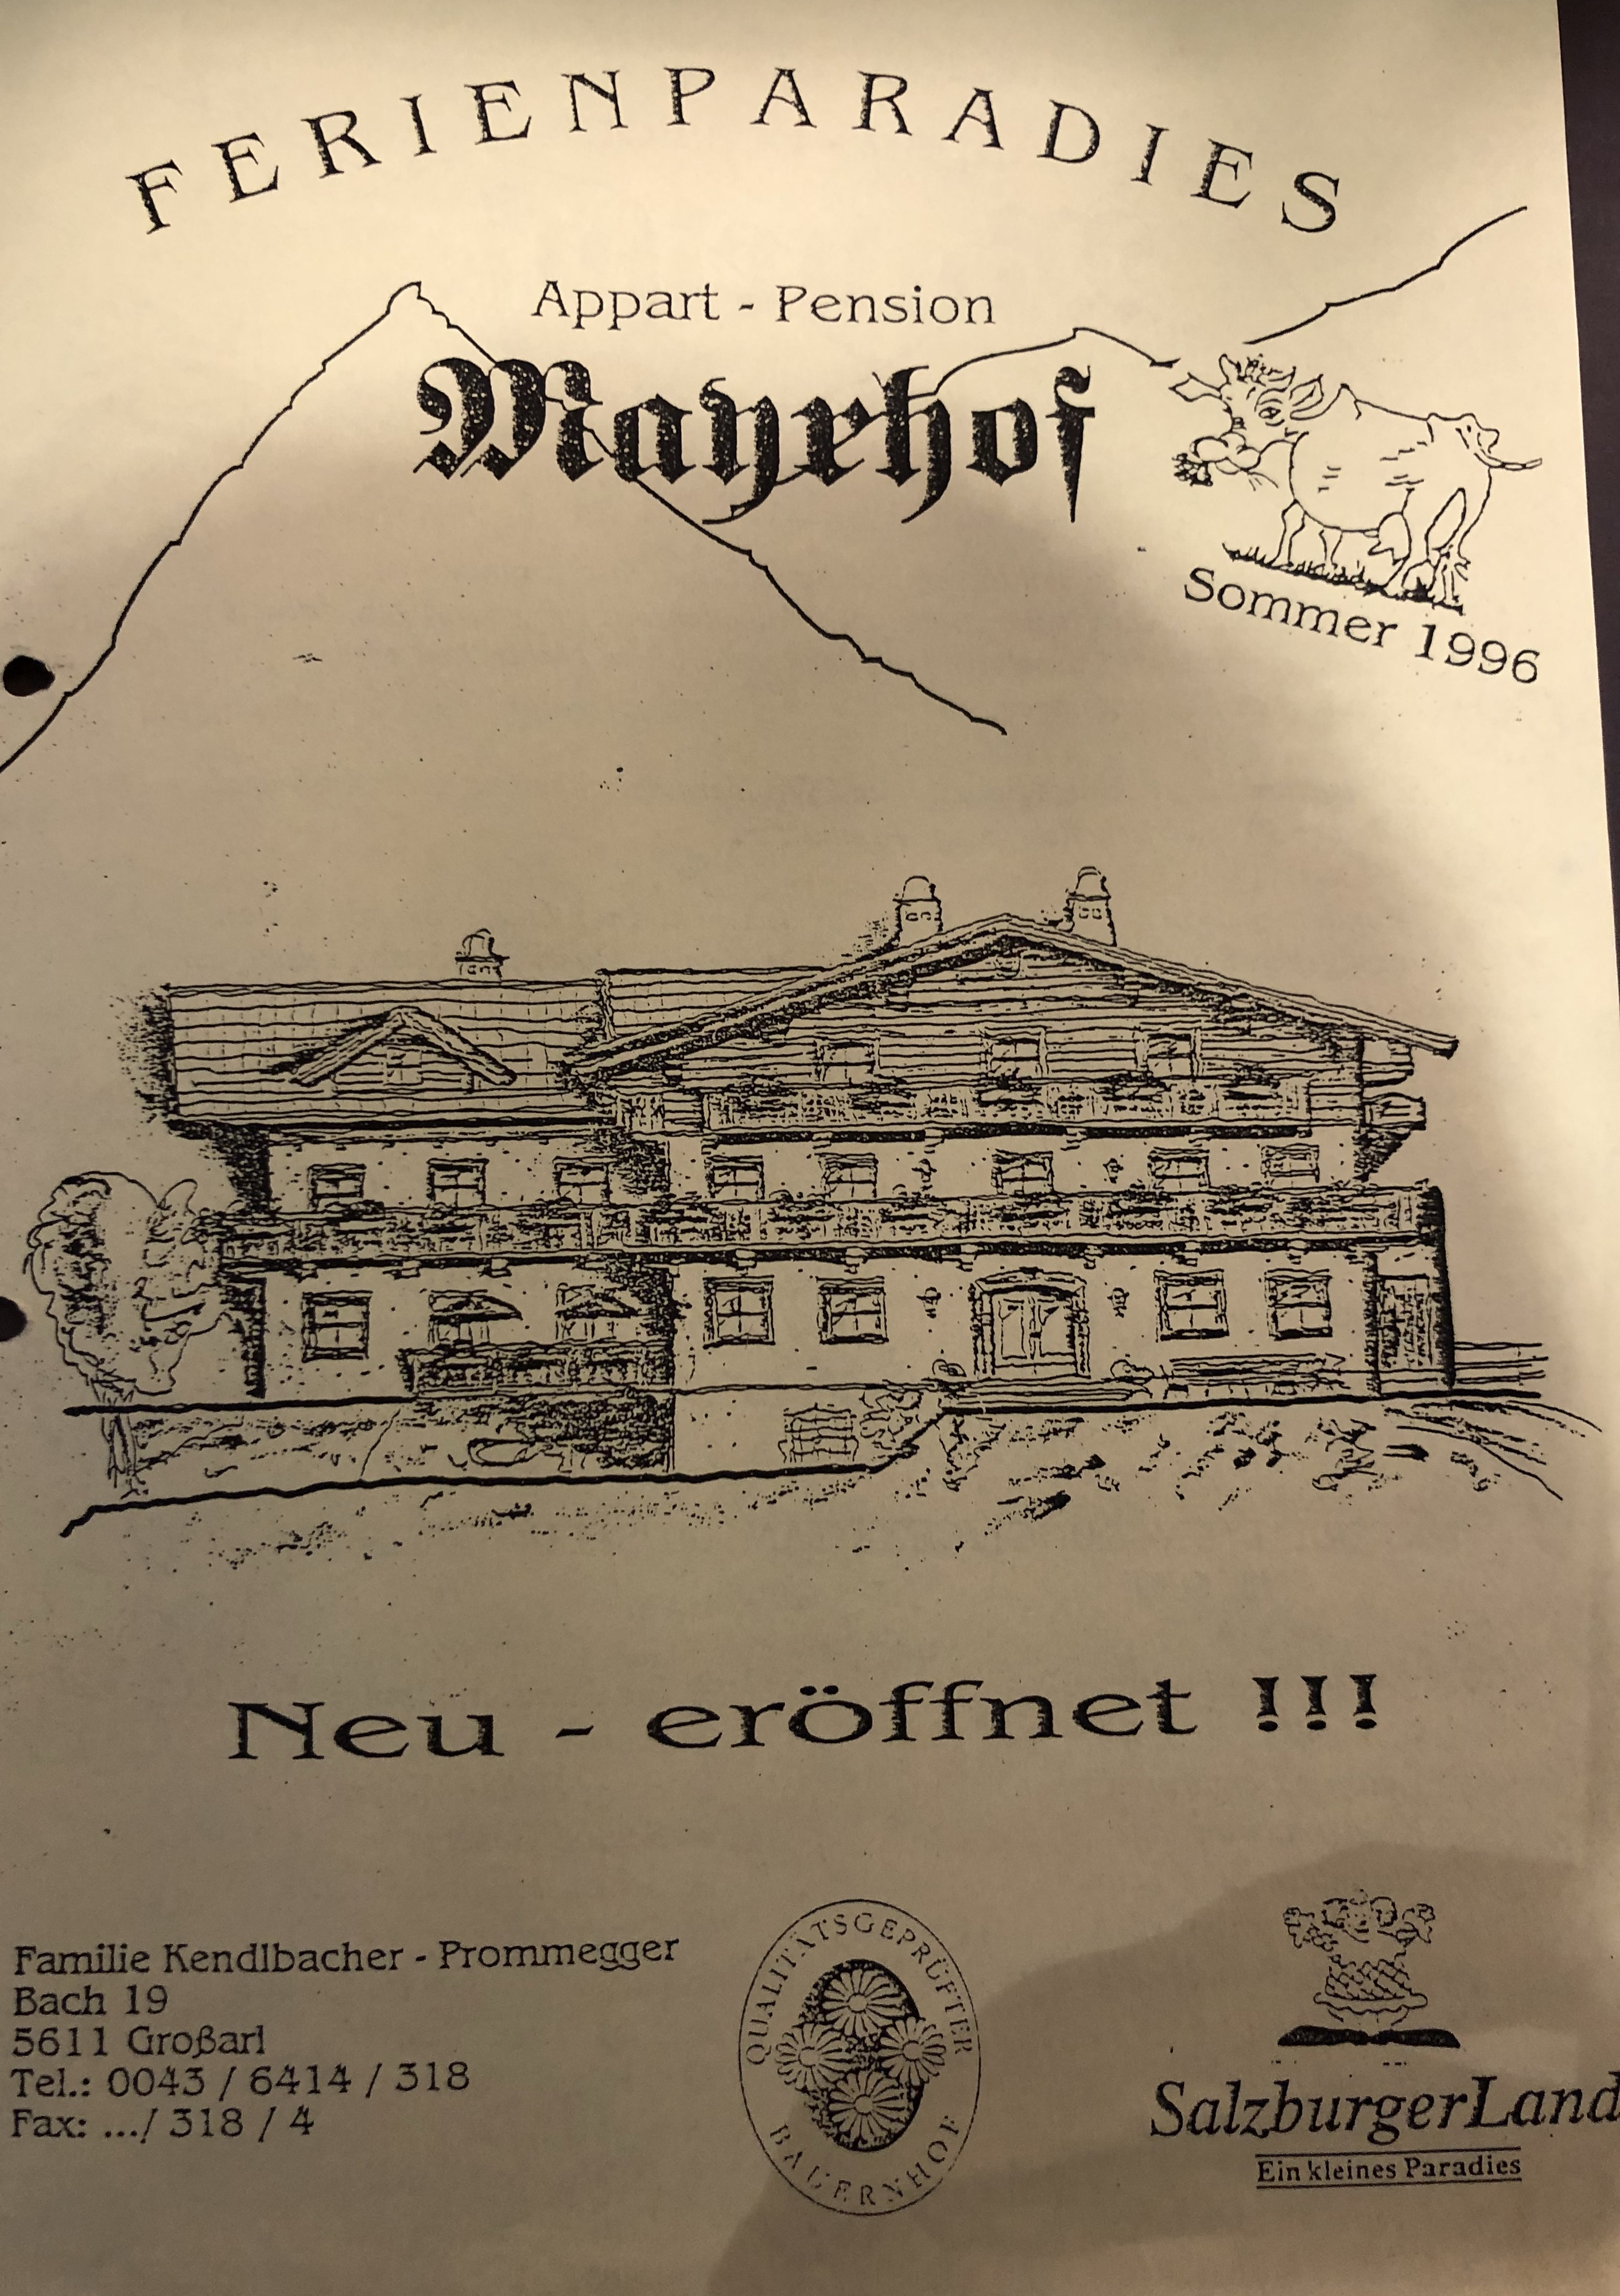 FERIENPARADIES
Appart - Pension
Mayrhof
Sommer 1996
Neu - eröffnet !!!
Familie Kendlbacher - Prommegger
Bach 19
5611 Großarl
Tel.: 0043 / 6414 / 318
Fax: .../ 318 / 4
QUALITÄTSGEPRÜFTER
BAUERNHOF
SalzburgerLand
Ein kleines Paradies